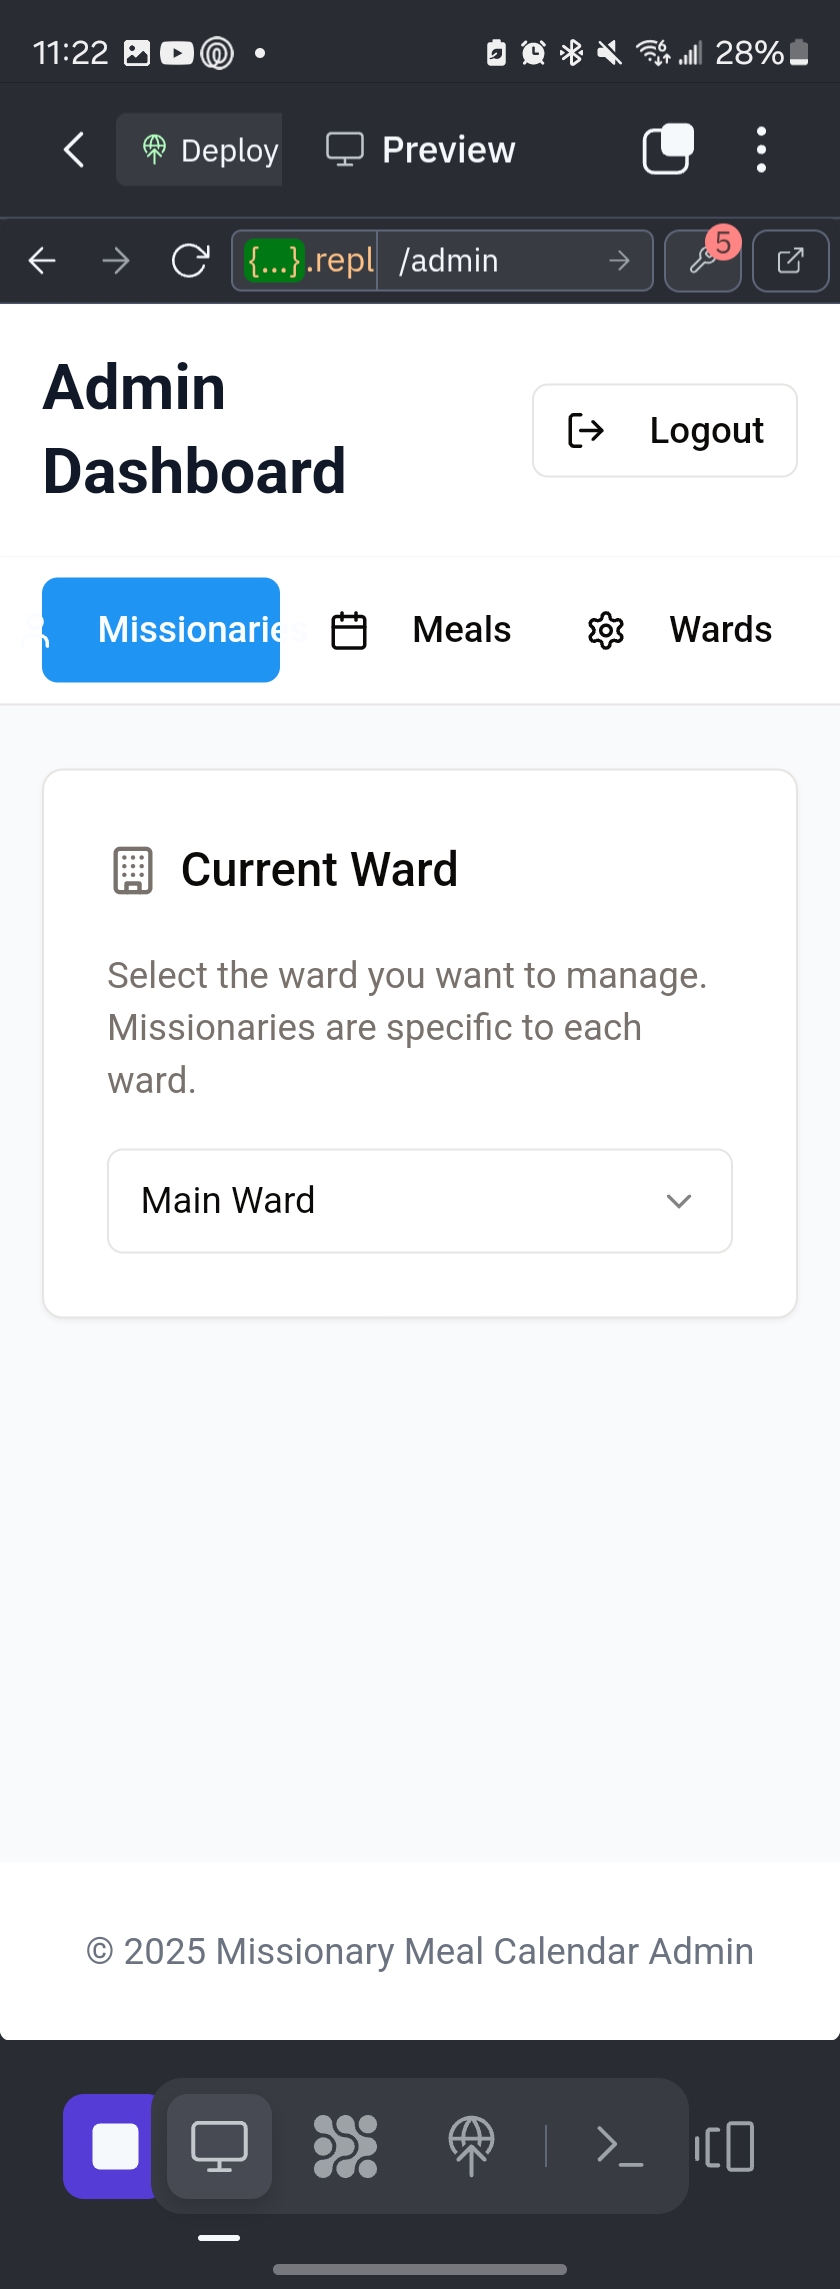 11:22 28%
Deploy Preview
{...}.repl /admin 5
Admin
Dashboard
Logout
Missionaries Meals Wards
Current Ward
Select the ward you want to manage.
Missionaries are specific to each
ward.
Main Ward
© 2025 Missionary Meal Calendar Admin